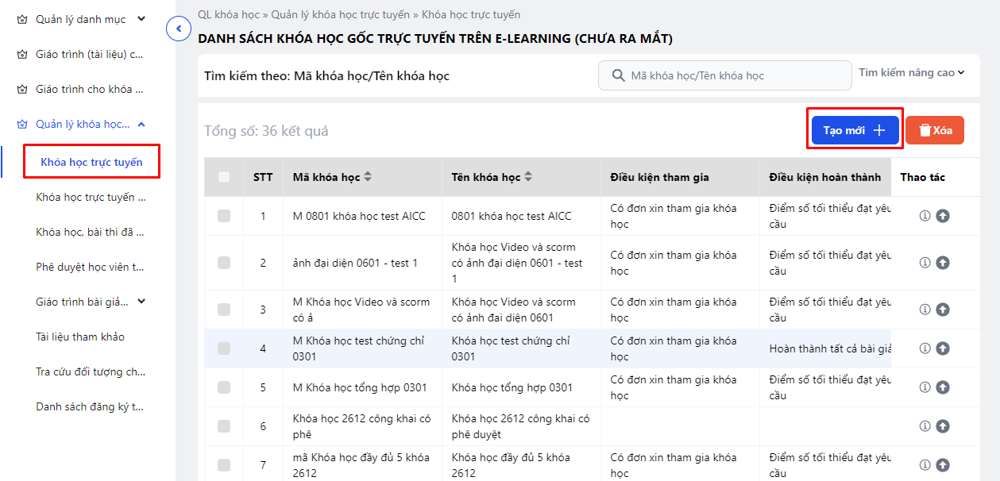 Quản lý danh mục
Giáo trình (tài liệu) c...
Giáo trình cho khóa ...
Quản lý khóa học...
Khóa học trực tuyến
Khóa học trực tuyến ...
Khóa học, bài thi đã ...
Phê duyệt học viên t...
Giáo trình bài giả...
Tài liệu tham khảo
Tra cứu đối tượng ch...
Danh sách đăng ký t...
QL khóa học » Quản lý khóa học trực tuyến » Khóa học trực tuyến
DANH SÁCH KHÓA HỌC GỐC TRỰC TUYẾN TRÊN E-LEARNING (CHƯA RA MẮT)
Tìm kiếm theo: Mã khóa học/Tên khóa học
Mã khóa học/Tên khóa học
Tìm kiếm nâng cao
Tổng số: 36 kết quả
Tạo mới
Xóa
STT Mã khóa học Tên khóa học Điều kiện tham gia Điều kiện hoàn thành Thao tác
1 M 0801 khóa học test AICC 0801 khóa học test AICC Có đơn xin tham gia khóa Điểm số tối thiểu đạt yêu
học cầu
Khóa học Video và scorm
2 ảnh đại diện 0601 - test 1 có ảnh đại diện 0601 - test Có đơn xin tham gia khóa Điểm số tối thiểu đạt yêu
1 học cầu
3 M Khóa học Video và scorm Khóa học Video và scorm Có đơn xin tham gia khóa Điểm số tối thiểu đạt yêu
có ả có ảnh đai diện 0601 học cầu
4 M Khóa học test chứng chỉ Khóa học test chứng chỉ Có đơn xin tham gia khóa Hoàn thành tất cả bài giả
0301 0301 học
5 M Khóa học tổng hợp 0301 Khóa học tổng hợp 0301 Có đơn xin tham gia khóa Điểm số tối thiểu đạt yêu
học cầu
6 Khóa học 2612 công khai có Khóa học 2612 công khai có
phê phê duyệt
7 mã Khóa học đầy đủ 5 khóa Khóa học đầy đủ 5 khóa Có đơn xin tham gia khóa Điểm số tối thiểu đạt yêu
2612 2612 học cầu